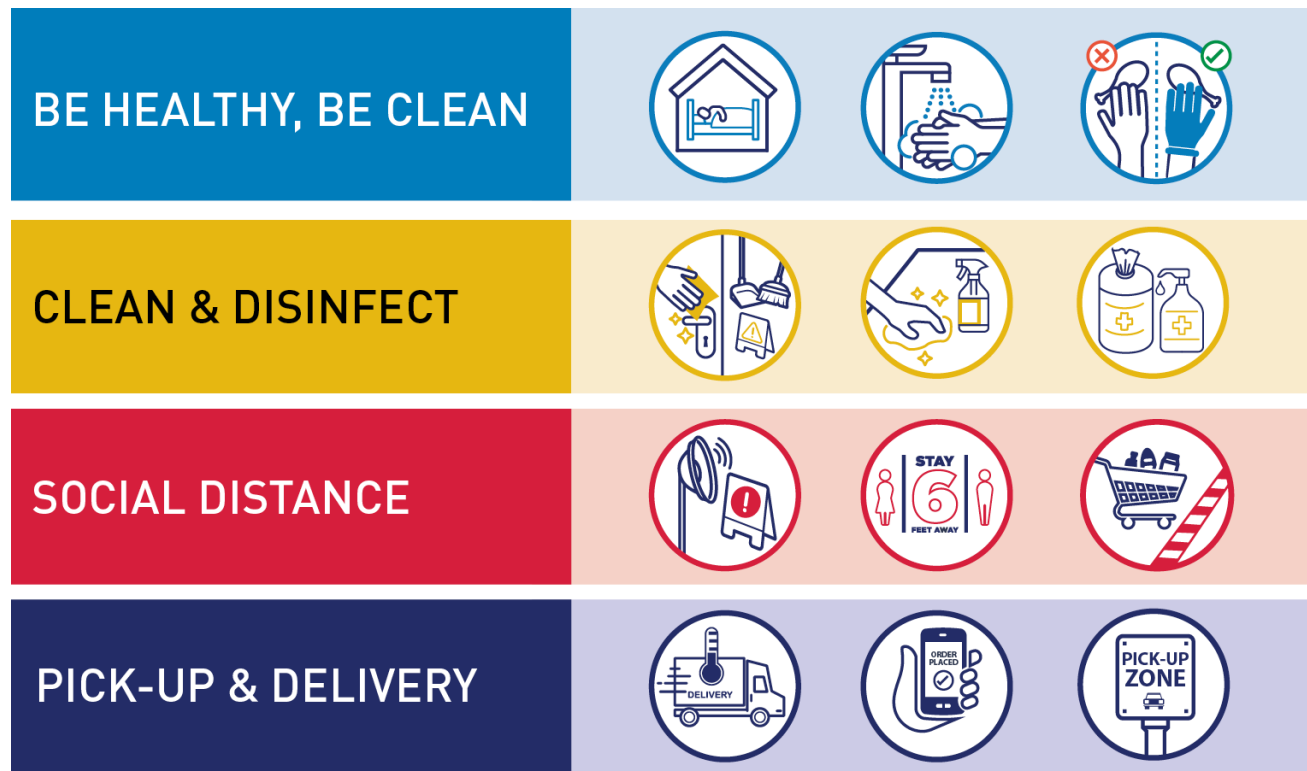 BE HEALTHY, BE CLEAN
CLEAN & DISINFECT
SOCIAL DISTANCE
STAY
6
FEET AWAY
PICK-UP & DELIVERY
DELIVERY
ORDER
PLACED
PICK-UP
ZONE